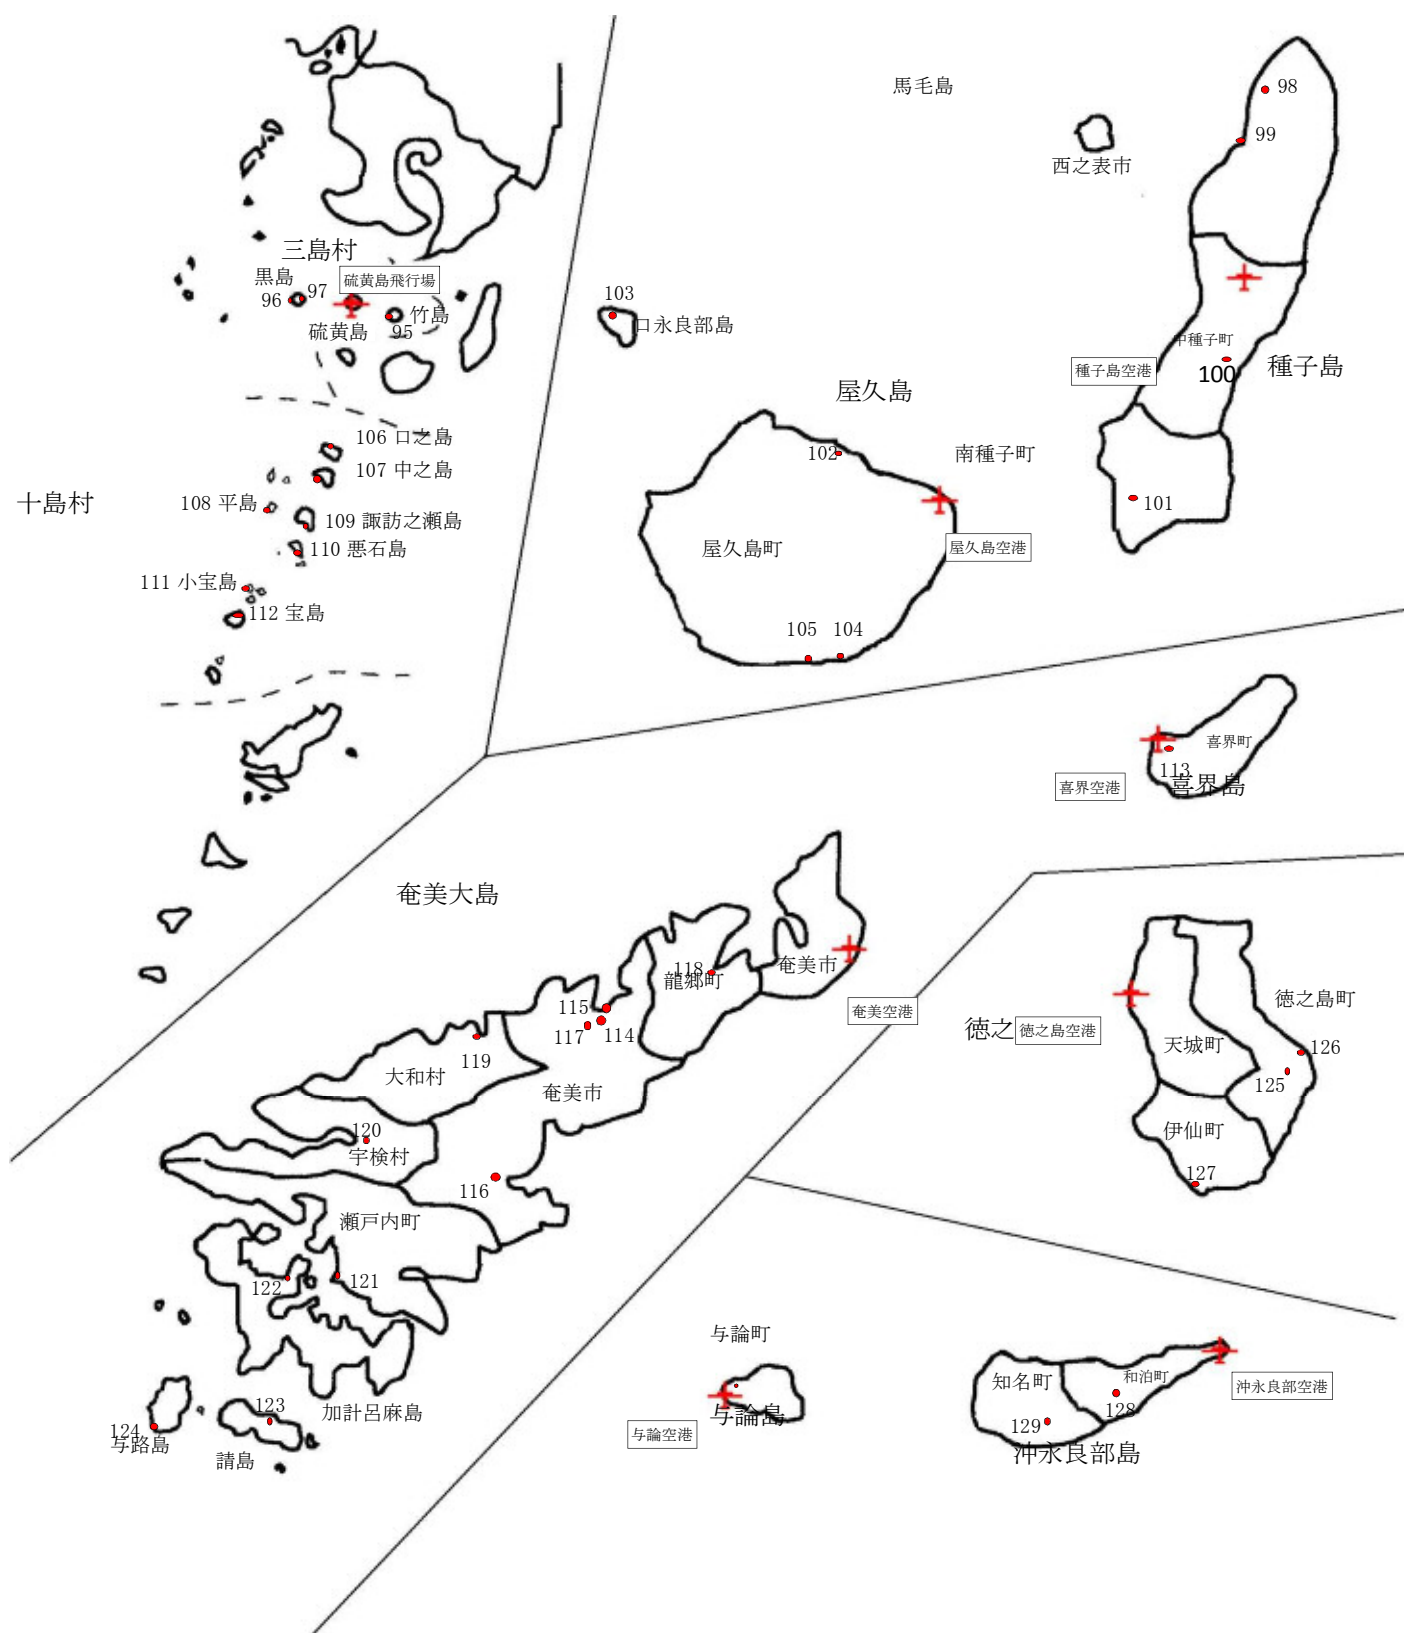 馬毛島
98
99
西之表市
三島村
黒島
硫黄島飛行場
96
97
竹島
硫黄島
95
103
口永良部島
中種子町
種子島空港
100
種子島
屋久島
106 口之島
102
南種子町
107 中之島
十島村
108 平島
101
109 諏訪之瀬島
110 悪石島
屋久島町
屋久島空港
111 小宝島
112 宝島
105
104
喜界町
113
喜界島
喜界空港
奄美大島
118
龍郷町
奄美市
奄美空港
115
117
114
119
大和村
奄美市
徳之
徳之島空港
徳之島町
天城町
126
125
120
宇検村
伊仙町
127
116
瀬戸内町
122
121
与論町
知名町
和泊町
沖永良部空港
123
加計呂麻島
124
与路島
請島
与論島
与論空港
128
129
沖永良部島